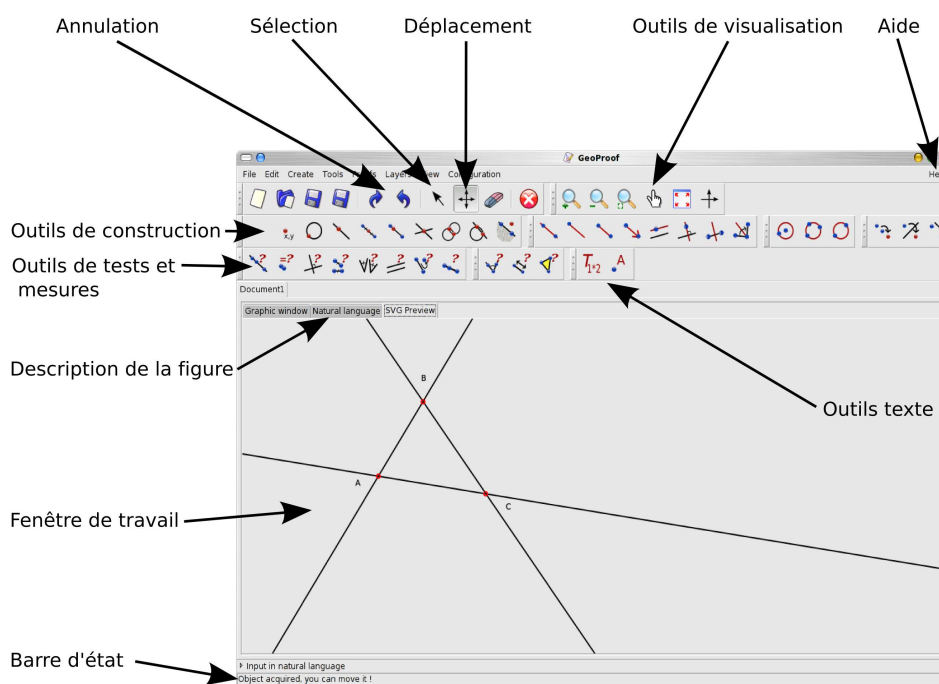 Annulation Sélection Déplacement Outils de visualisation Aide
GeoProof
File Edit Create Tools Layers View Configuration He
x,y
Outils de construction
Outils de tests et
mesures
? =? ? ? ? ? ? ? ? ? ? T1*2 A
Document1
Graphic window Natural language SVG Preview
Description de la figure
B
Outils texte
A
C
Fenêtre de travail
Barre d'état
Input in natural language
Object acquired, you can move it !